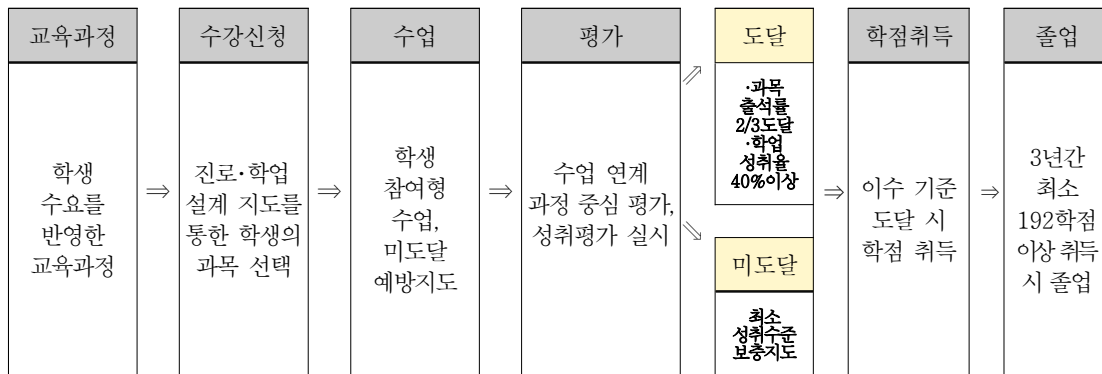 교육과정
학생
수요를
반영한
교육과정
⇒
수강신청
진로·학업
설계 지도를
통한 학생의
과목 선택
⇒
수업
학생
참여형
수업,
미도달
예방지도
⇒
평가
수업 연계
과정 중심 평가,
성취평가 실시
⇗
⇘
도달
·과목
출석률
2/3도달
·학업
성취율
40%이상
미도달
최소
성취수준
보충지도
⇒
학점취득
이수 기준
도달 시
학점 취득
⇒
졸업
3년간
최소
192학점
이상 취득
시 졸업